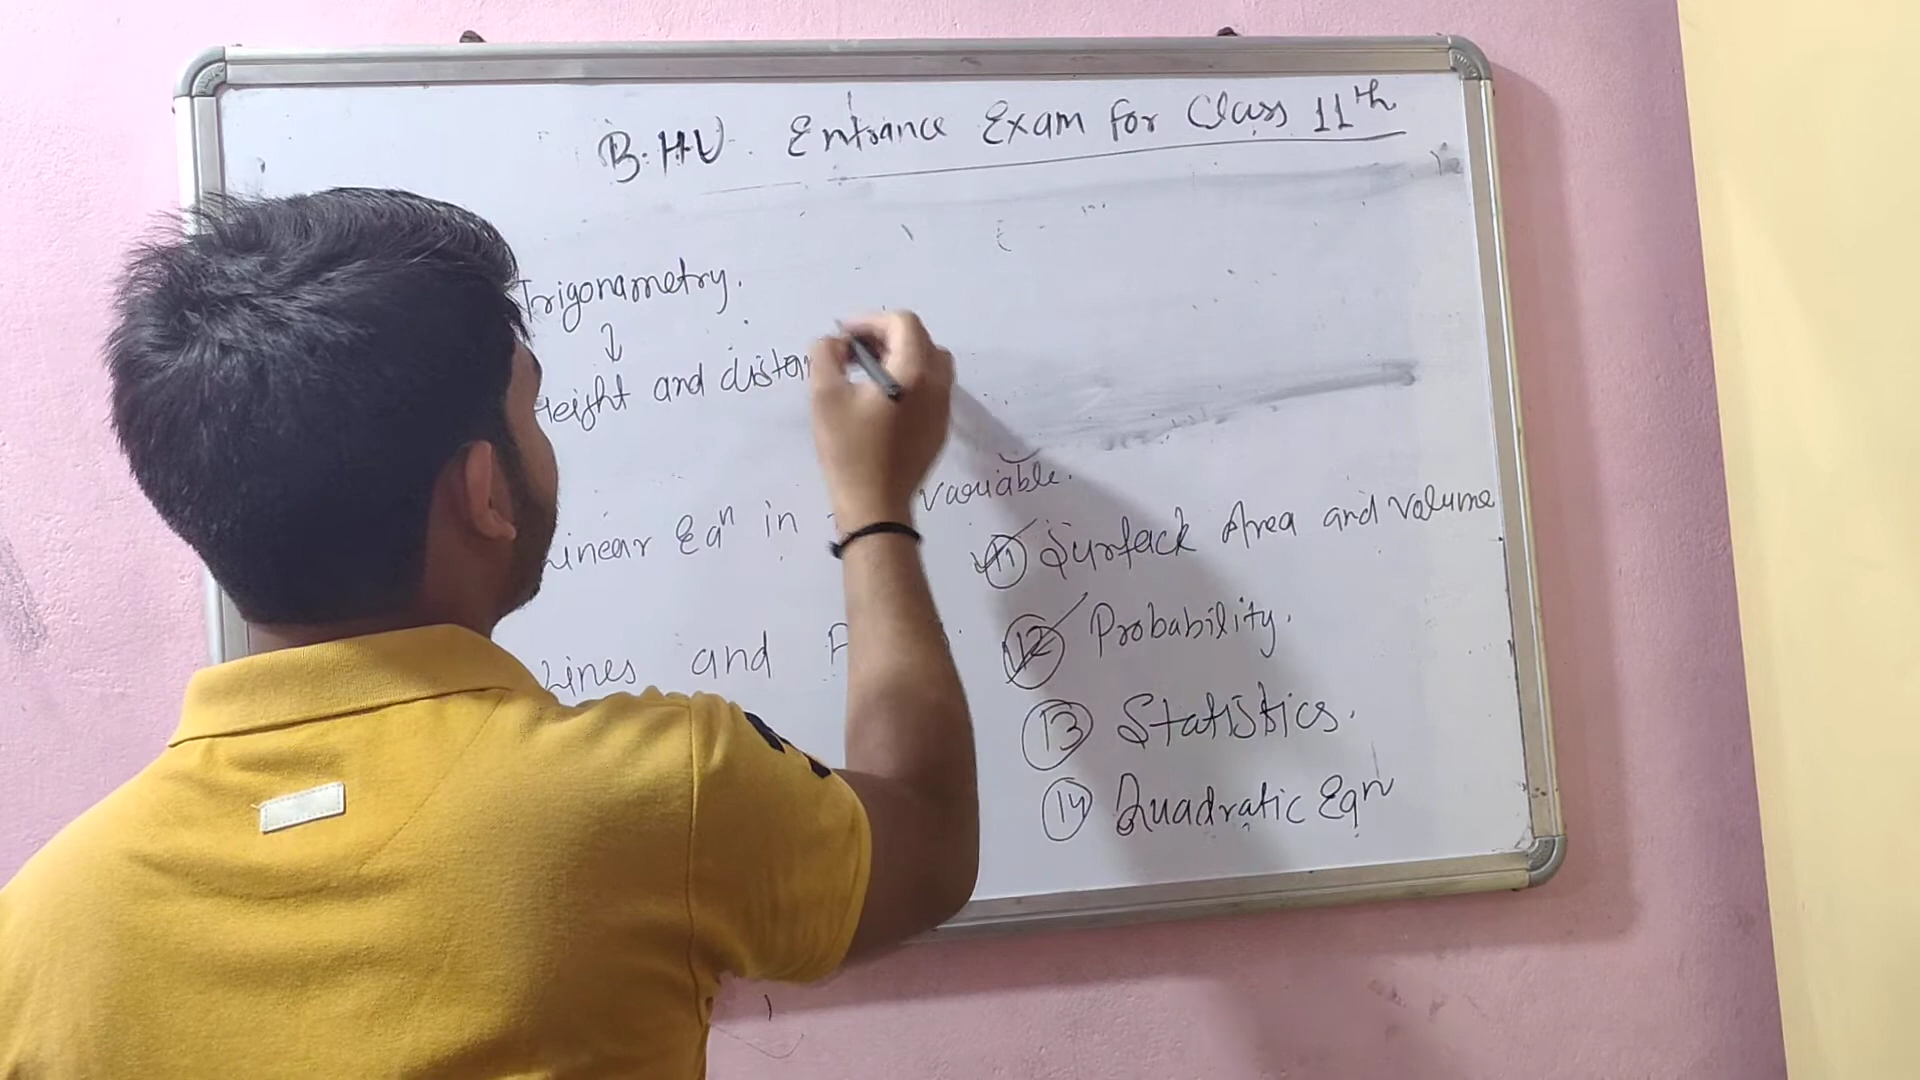 B.H.U. Entrance Exam for Class 11th
Trigonametry.
↓
Height and distan
Linear Eqn in variable.
Lines and
11 Surfack Area and volume
12 Probability.
13 Statistics.
14 Quadratic Eqn